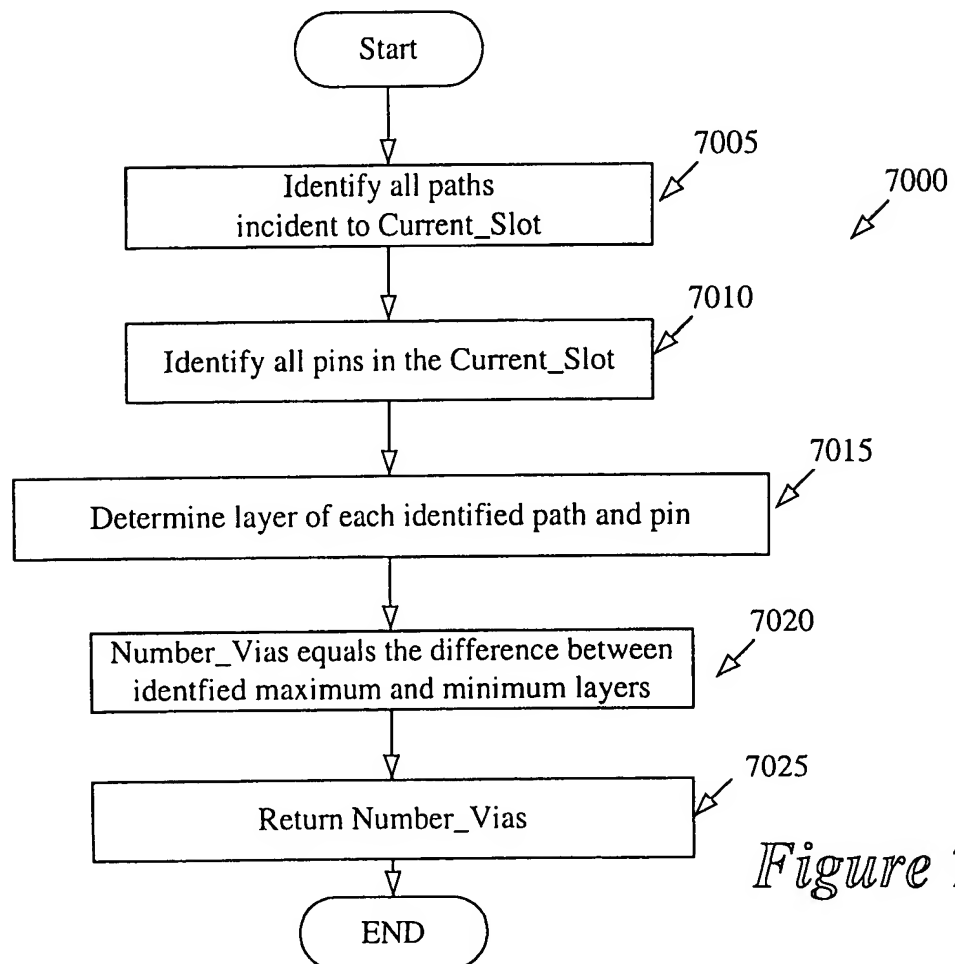 Start
7005
Identify all paths
incident to Current_Slot
7000
7010
Identify all pins in the Current_Slot
7015
Determine layer of each identified path and pin
7020
Number_Vias equals the difference between
identfied maximum and minimum layers
7025
Return Number_Vias
Figure
END